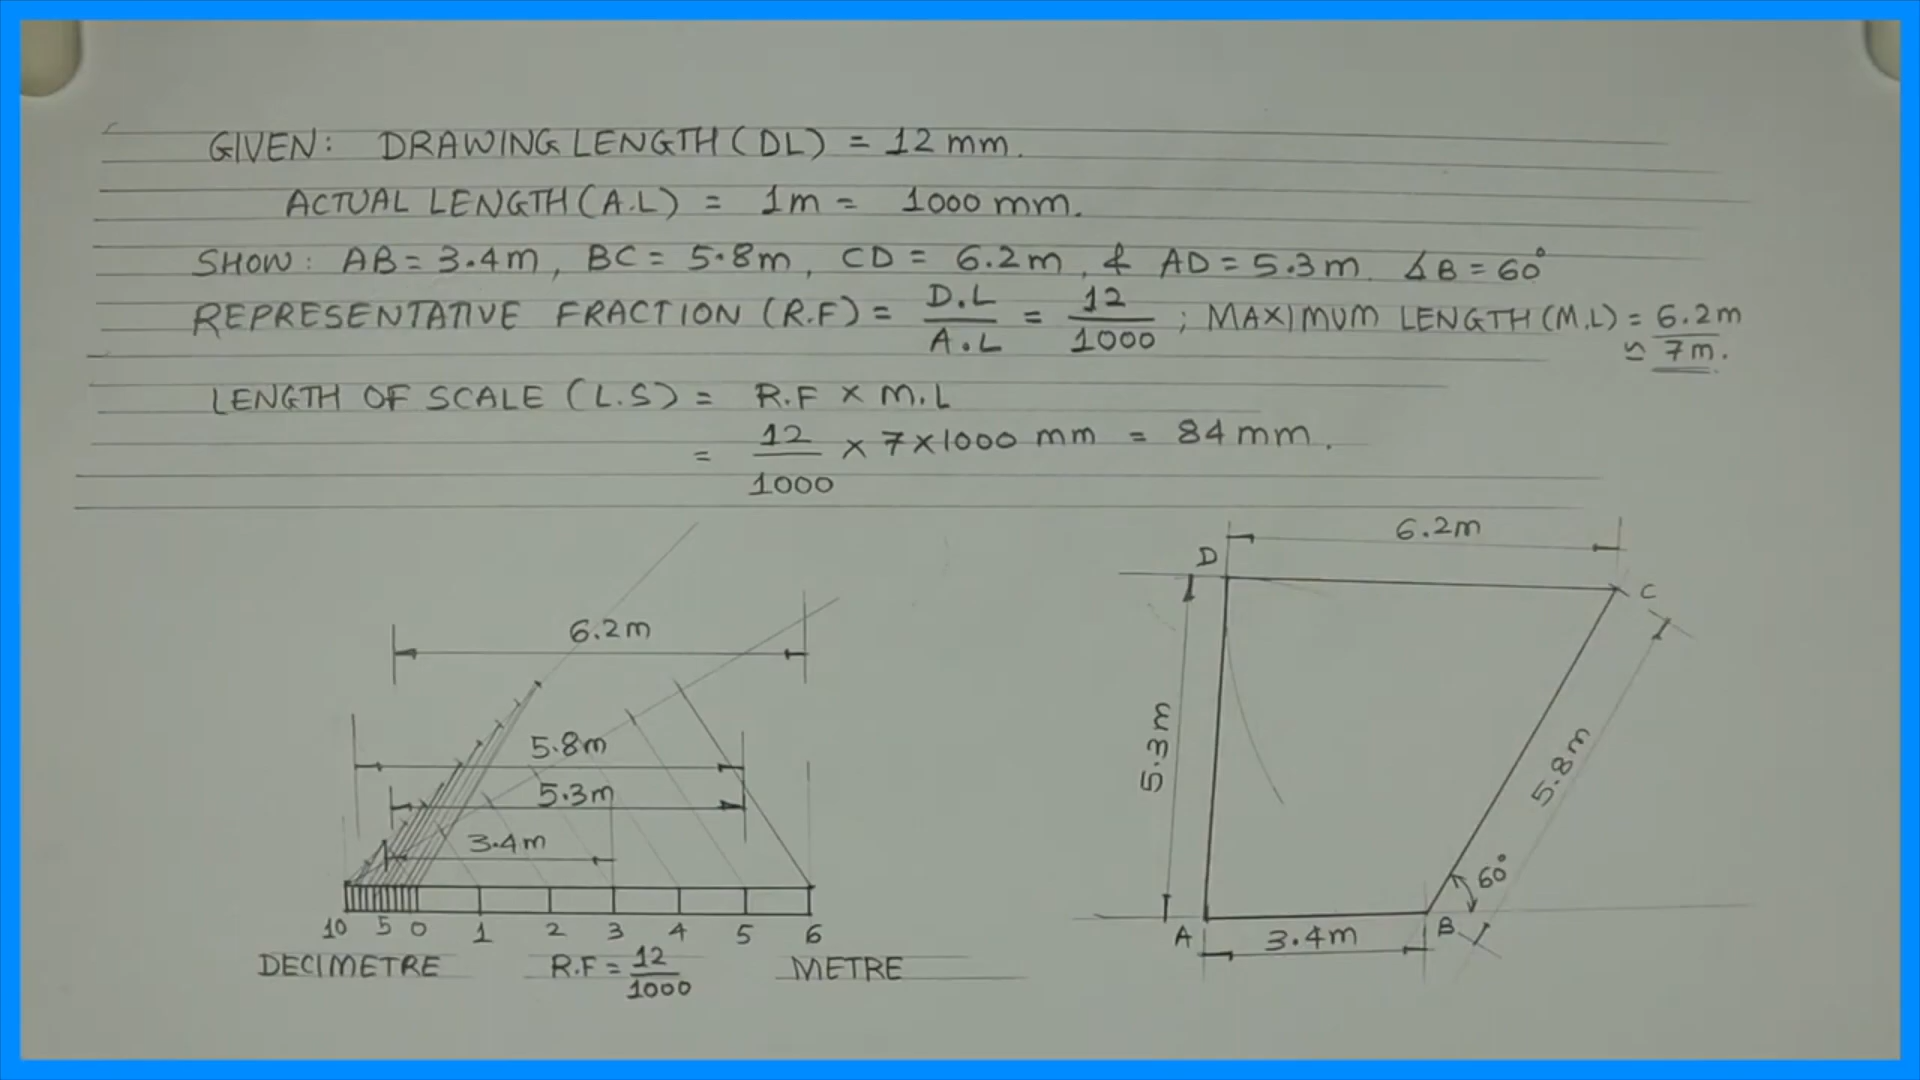 GIVEN: DRAWING LENGTH (DL) = 12 mm.
ACTUAL LENGTH (A.L) = 1m = 1000 mm.
SHOW: AB = 3.4m, BC = 5.8m, CD = 6.2m, & AD = 5.3m. ∠B = 60°
REPRESENTATIVE FRACTION (R.F) = D.L / A.L = 12 / 1000 ; MAXIMUM LENGTH (M.L) = 6.2m
≃ 7m.
LENGTH OF SCALE (L.S) = R.F × M.L
= 12 / 1000 × 7 × 1000 mm = 84 mm.
6.2m
5.8m
5.3m
3.4m
10 5 0 1 2 3 4 5 6
DECIMETRE R.F = 12 / 1000 METRE
6.2m
D
C
5.3m
5.8m
60°
A
B
3.4m